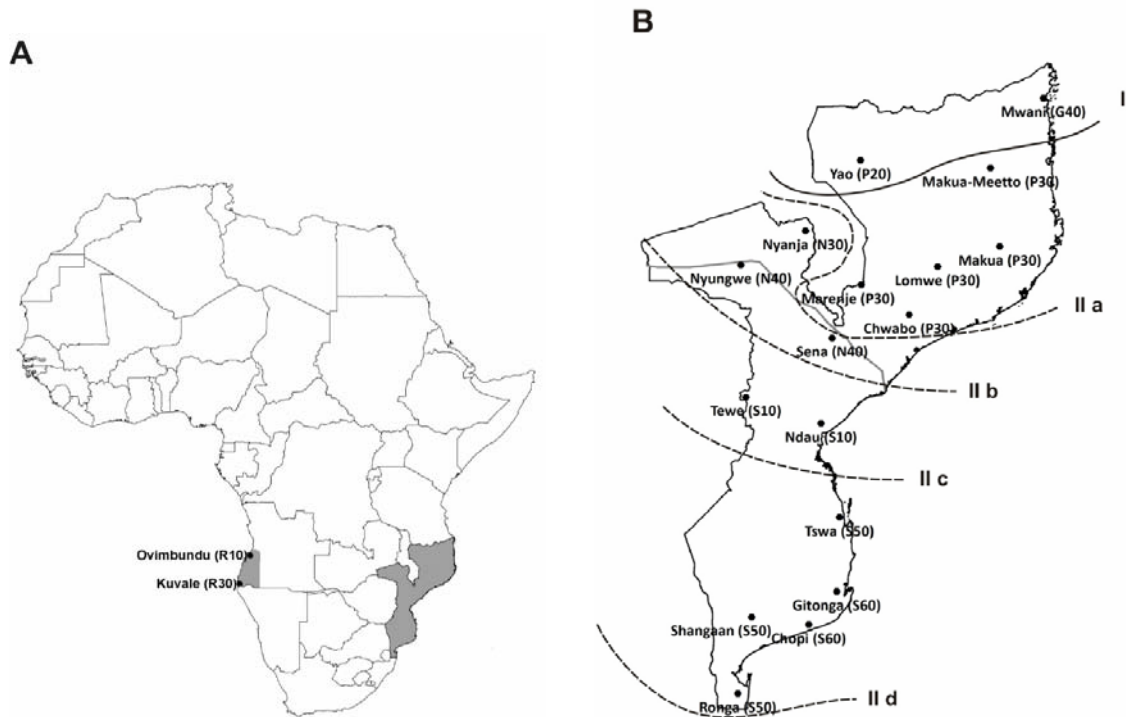 A
Ovimbundu (R10)
Kuvale (R30)
B
I
Mwani (G40)
Yao (P20)
Makua-Meetto (P30)
Nyanja (N30)
Makua (P30)
Nyungwe (N40)
Lomwe (P30)
Marenje (P30)
II a
Chwabo (P30)
Sena (N40)
II b
Tewe (S10)
Ndau (S10)
II c
Tswa (S50)
Gitonga (S60)
Shangaan (S50)
Chopi (S60)
II d
Ronga (S50)